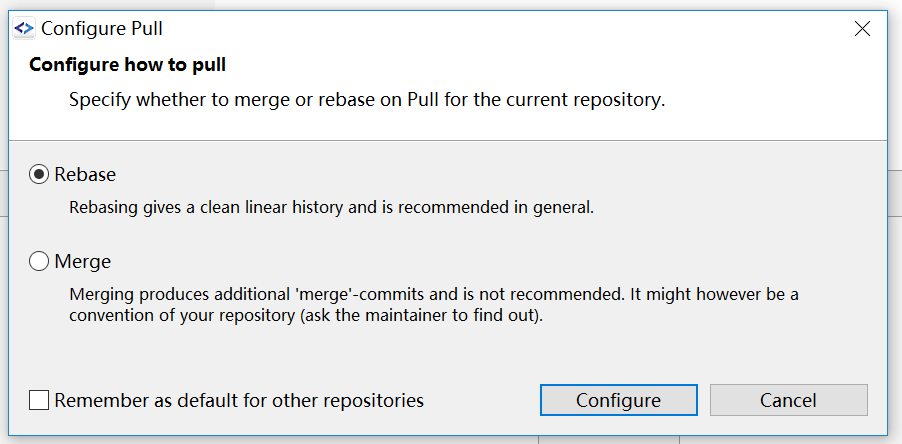 Configure Pull
Configure how to pull
Specify whether to merge or rebase on Pull for the current repository.
Rebase
Rebasing gives a clean linear history and is recommended in general.
Merge
Merging produces additional 'merge'-commits and is not recommended. It might however be a
convention of your repository (ask the maintainer to find out).
Remember as default for other repositories
Configure
Cancel